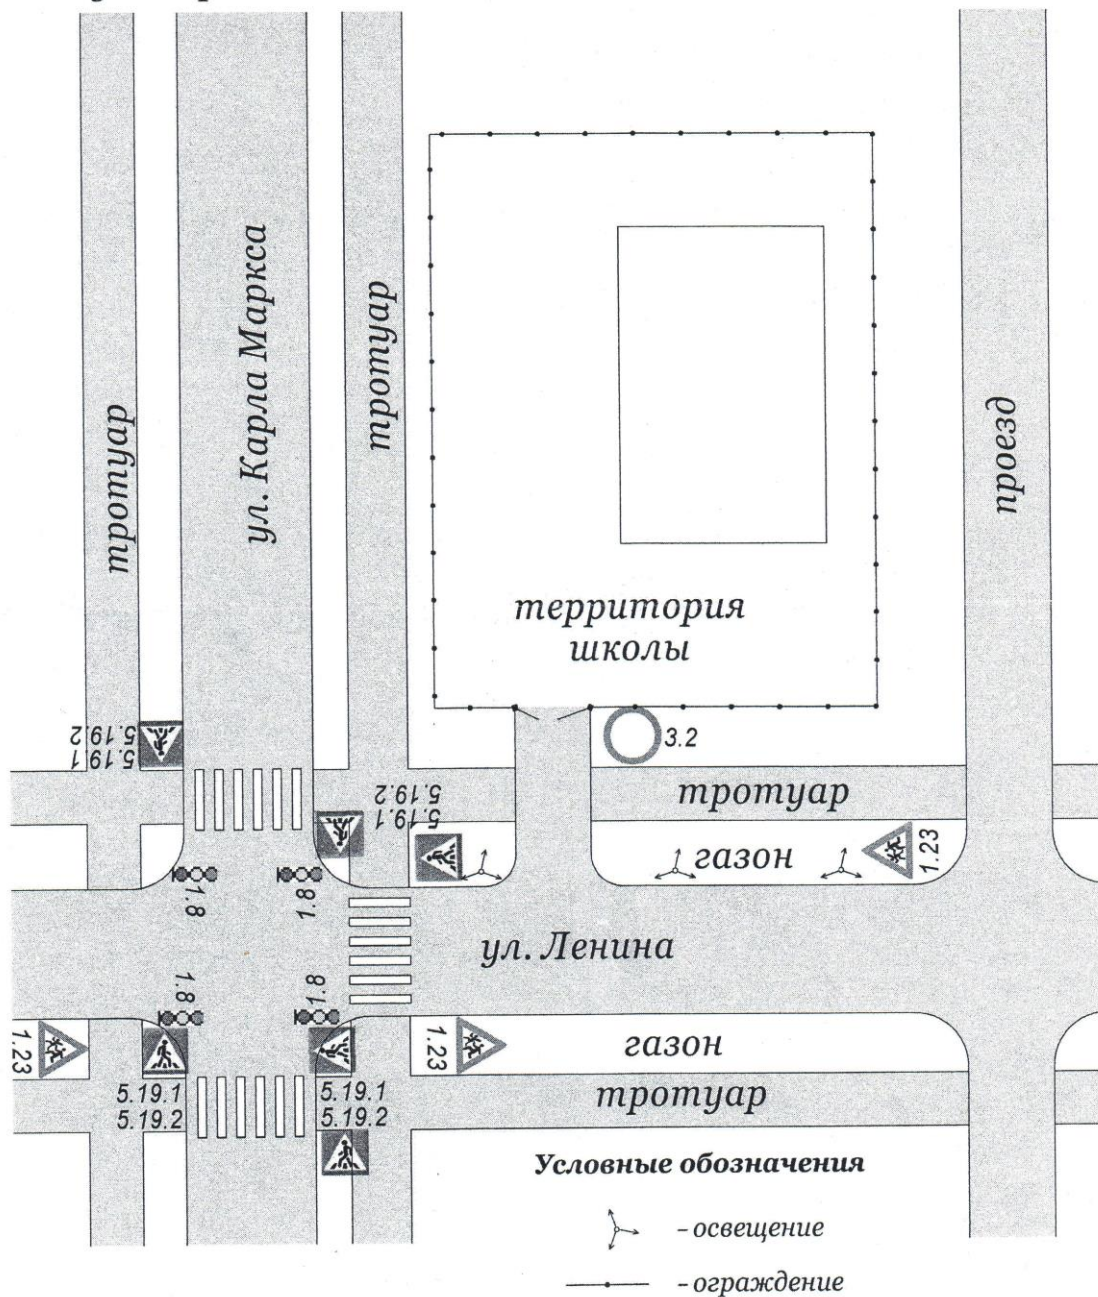 ул. Карла Маркса
тротуар
тротуар
проезд
территория
школы
5.19.2
5.19.1
3.2
5.19.2
5.19.1
тротуар
газон
1.23
1.8
1.8
ул. Ленина
1.8
1.8
1.23
1.23
газон
5.19.1
5.19.2
5.19.1
5.19.2
тротуар
Условные обозначения
– освещение
– ограждение